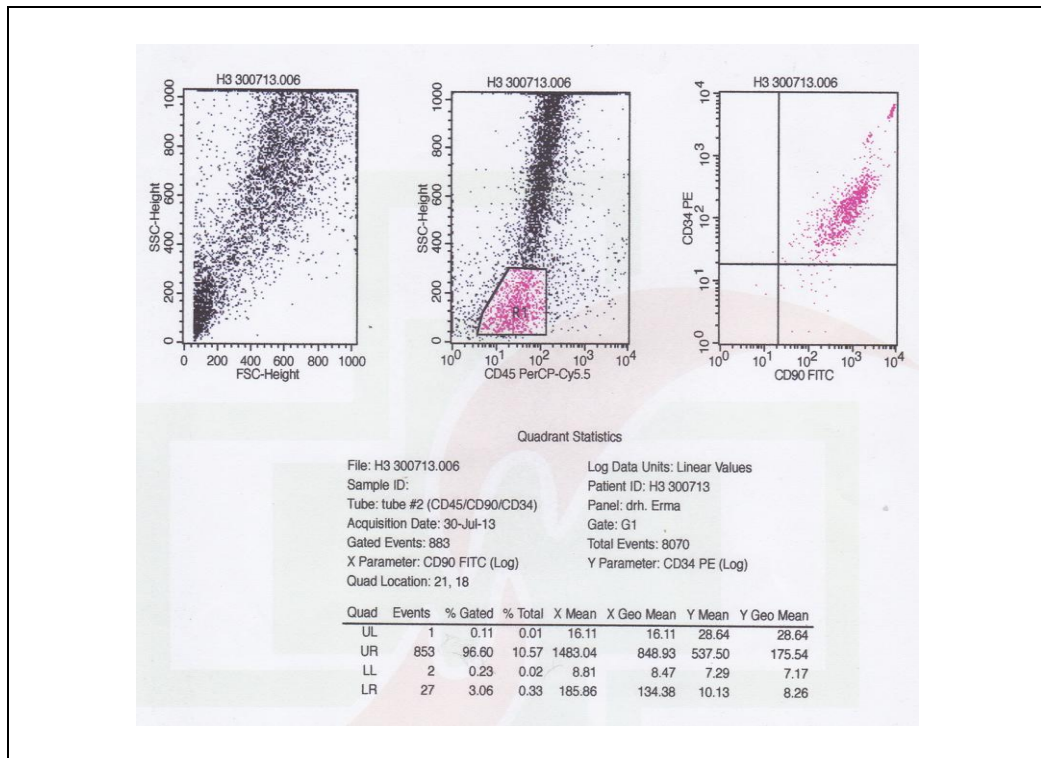 H3 300713.006
SSC-Height
1000
800
600
400
200
0
0 200 400 600 800 1000
FSC-Height
H3 300713.006
SSC-Height
1000
800
600
400
200
0
R1
10^0 10^1 10^2 10^3 10^4
CD45 PerCP-Cy5.5
H3 300713.006
CD34 PE
10^4
10^3
10^2
10^1
10^0
10^0 10^1 10^2 10^3 10^4
CD90 FITC
Quadrant Statistics
File: H3 300713.006
Sample ID:
Tube: tube #2 (CD45/CD90/CD34)
Acquisition Date: 30-Jul-13
Gated Events: 883
X Parameter: CD90 FITC (Log)
Quad Location: 21, 18
Log Data Units: Linear Values
Patient ID: H3 300713
Panel: drh. Erma
Gate: G1
Total Events: 8070
Y Parameter: CD34 PE (Log)
Quad Events % Gated % Total X Mean X Geo Mean Y Mean Y Geo Mean
UL 1 0.11 0.01 16.11 16.11 28.64 28.64
UR 853 96.60 10.57 1483.04 848.93 537.50 175.54
LL 2 0.23 0.02 8.81 8.47 7.29 7.17
LR 27 3.06 0.33 185.86 134.38 10.13 8.26